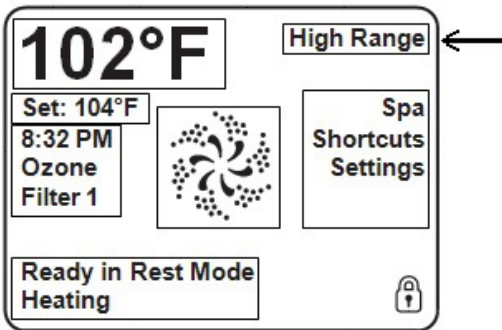 102°F
High Range
Set: 104°F
8:32 PM
Ozone
Filter 1
Spa
Shortcuts
Settings
Ready in Rest Mode
Heating